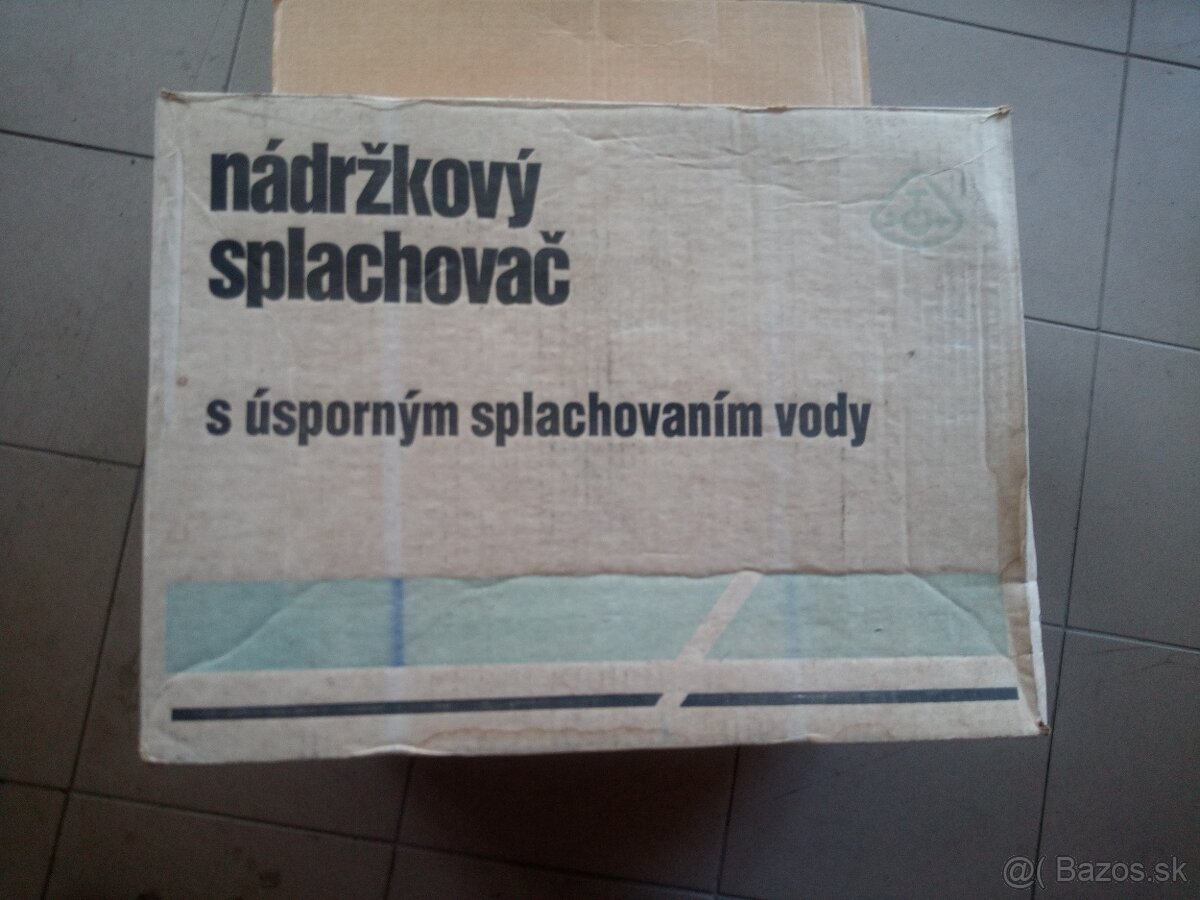 nádržkový
splachovač
s úsporným splachovaním vody
@( Bazos.sk